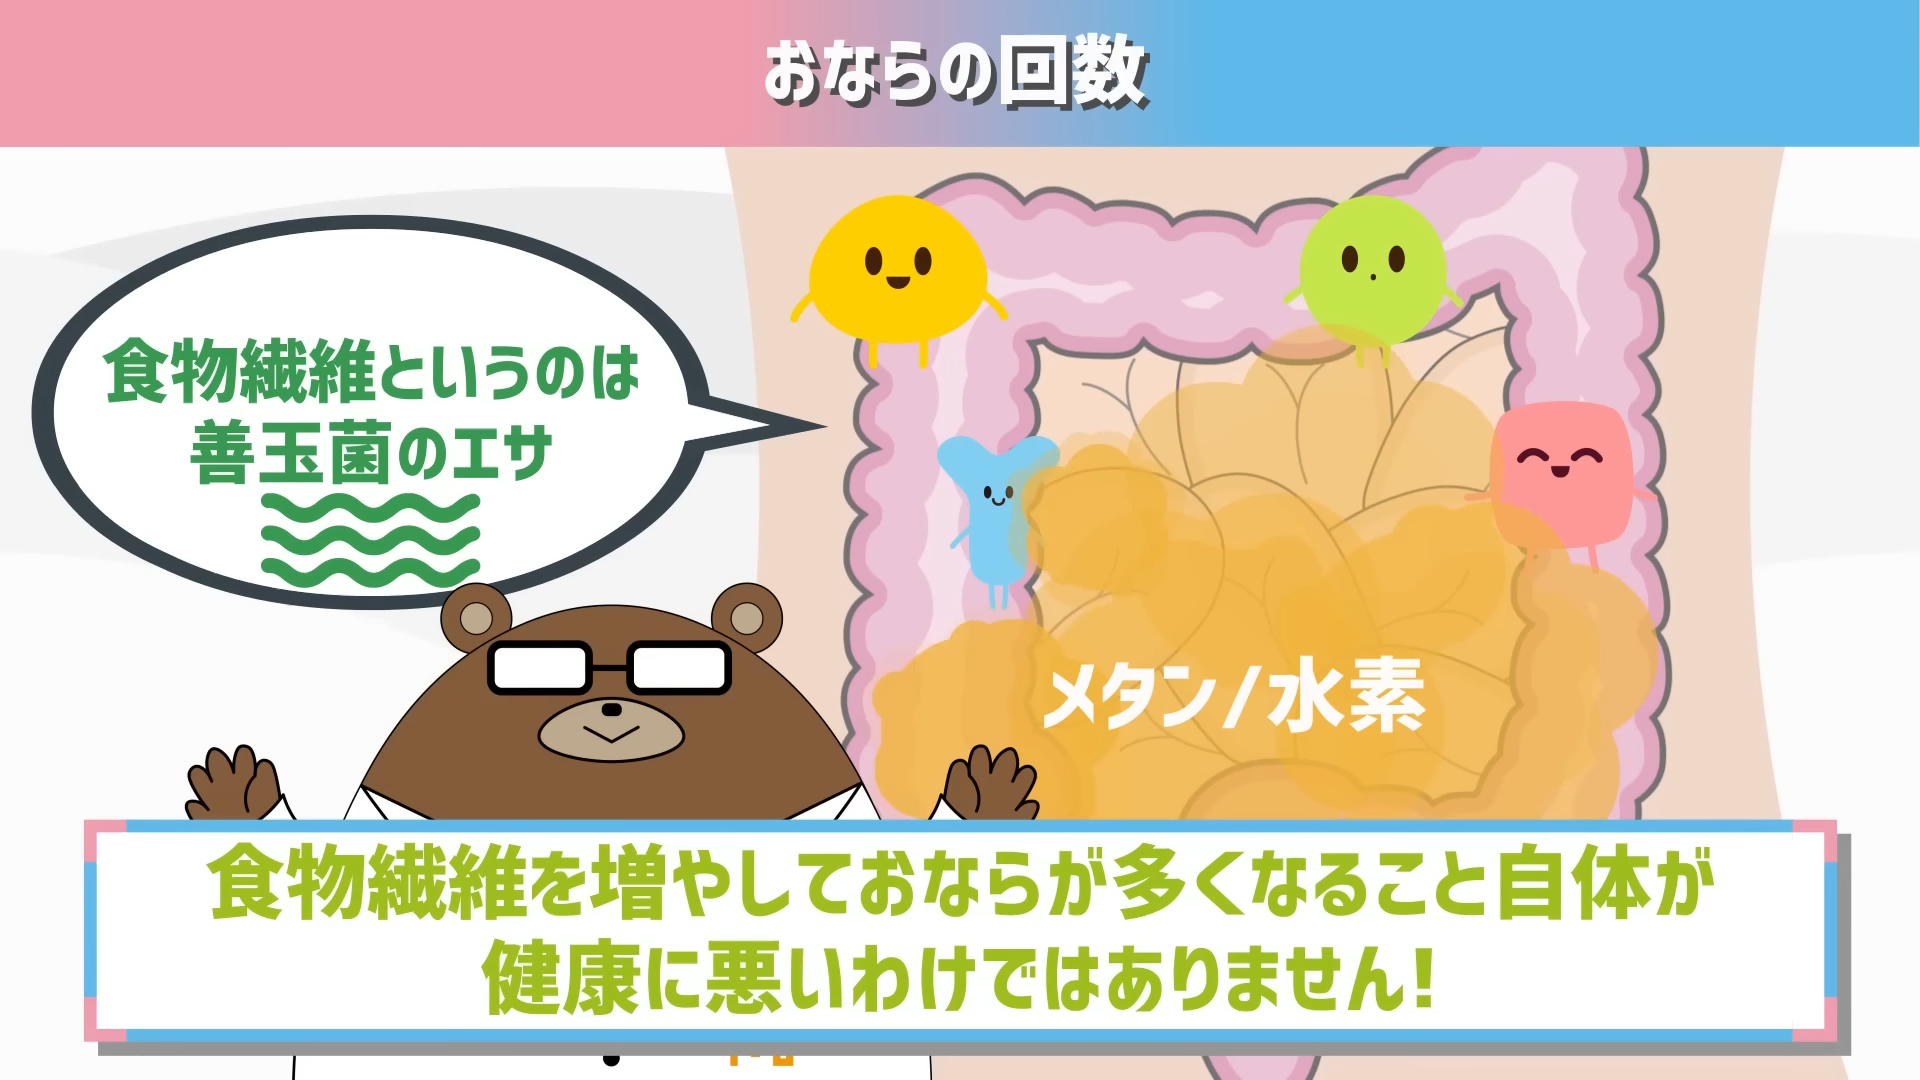 おならの回数
食物繊維というのは
善玉菌のエサ
メタン/水素
食物繊維を増やしておならが多くなること自体が
健康に悪いわけではありません!